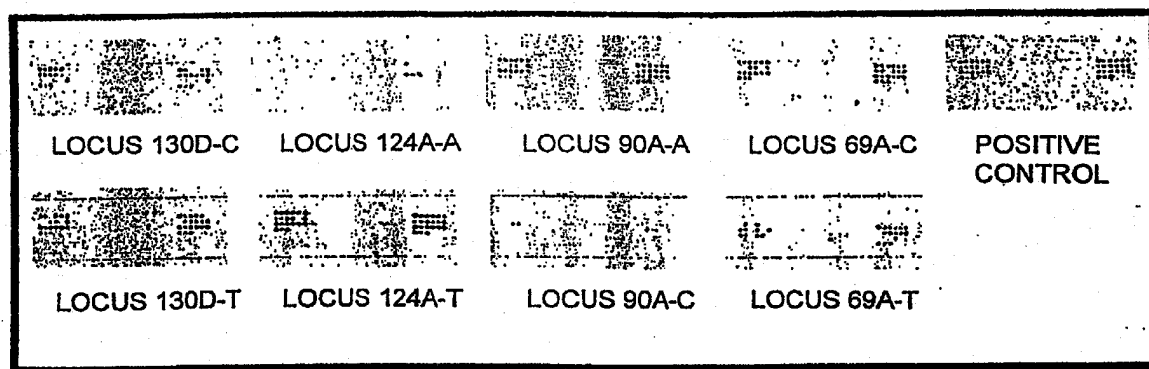 LOCUS 130D-C LOCUS 124A-A LOCUS 90A-A LOCUS 69A-C POSITIVE
CONTROL
LOCUS 130D-T LOCUS 124A-T LOCUS 90A-C LOCUS 69A-T